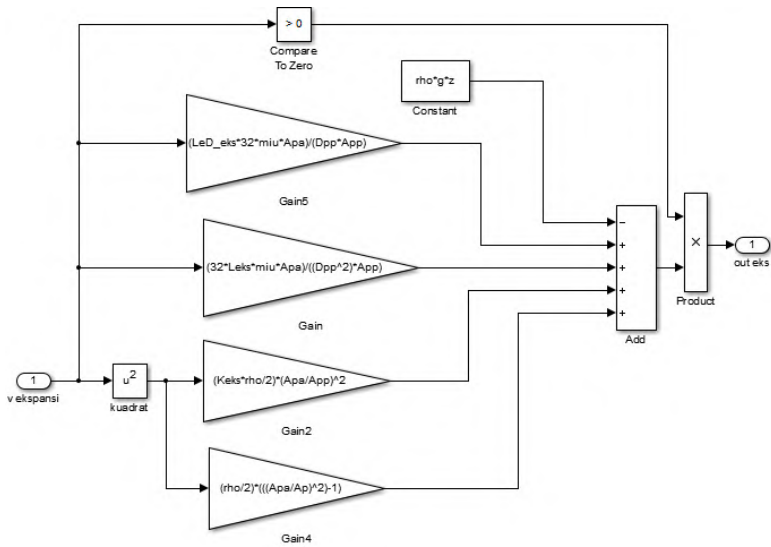 > 0
Compare
To Zero
rho*g*z
Constant
(LeD_eks*32*miu*Apa)/(Dpp*App)
Gain5
(32*Leks*miu*Apa)/((Dpp^2)*App)
Gain
1
v ekspansi
u²
kuadrat
(Keks*rho/2)*(Apa/App)^2
Gain2
(rho/2)*(((Apa/Ap)^2)-1)
Gain4
−
+
+
+
+
Add
×
Product
1
out eks